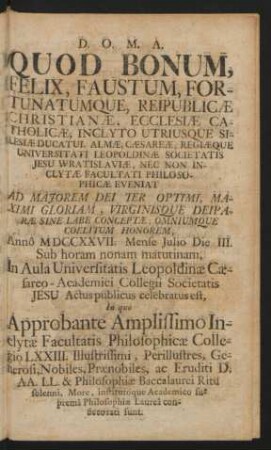 D. O. M. A.
QUOD BONUM,
FELIX, FAUSTUM, FOR-
TUNATUMQUE, REIPUBLICÆ
CHRISTIANÆ, ECCLESIÆ CA-
THOLICÆ, INCLYTO UTRIUSQUE SI-
LESIÆ DUCATUI. ALMÆ, CÆSAREÆ, REGIÆQUE
UNIVERSITATI LEOPOLDINÆ SOCIETATIS
JESU WRATISLAVIÆ, NEC NON IN-
CLYTÆ FACULTATI PHILOSO-
PHICÆ EVENIAT
AD MAJOREM DEI TER OPTIMI, MA-
XIMI GLORIAM, VIRGINISQUE DEIPA-
RÆ SINE LABE CONCEPTÆ, OMNIUMQUE
COELITUM HONOREM,
Annô MDCCXXVII. Mense Julio Die III.
Sub horam nonam matutinam,
In Aula Universitatis Leopoldinæ Cæ-
sareo-Academici Collegii Societatis
JESU Actus publicus celebratus est,
In quo
Approbante Amplissimo In-
clytæ Facultatis Philosophicæ Colle-
gio LXXIII. Illustrissimi, Perillustres, Ge-
nerosi, Nobiles, Prænobiles, ac Eruditi D.
AA. LL. & Philosophiæ Baccalaurei Ritu
solenni, More, institutoque Academico su-
premâ Philosophiæ Laureâ con-
decorati sunt.